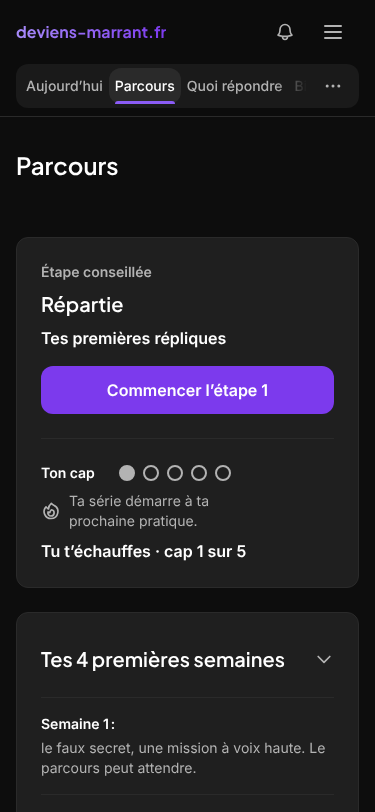 deviens-marrant.fr
Aujourd'hui Parcours Quoi répondre
Parcours
Étape conseillée
Répartie
Tes premières répliques
Commencer l'étape 1
Ton cap
Ta série démarre à ta
prochaine pratique.
Tu t'échauffes · cap 1 sur 5
Tes 4 premières semaines
Semaine 1 :
le faux secret, une mission à voix haute. Le
parcours peut attendre.